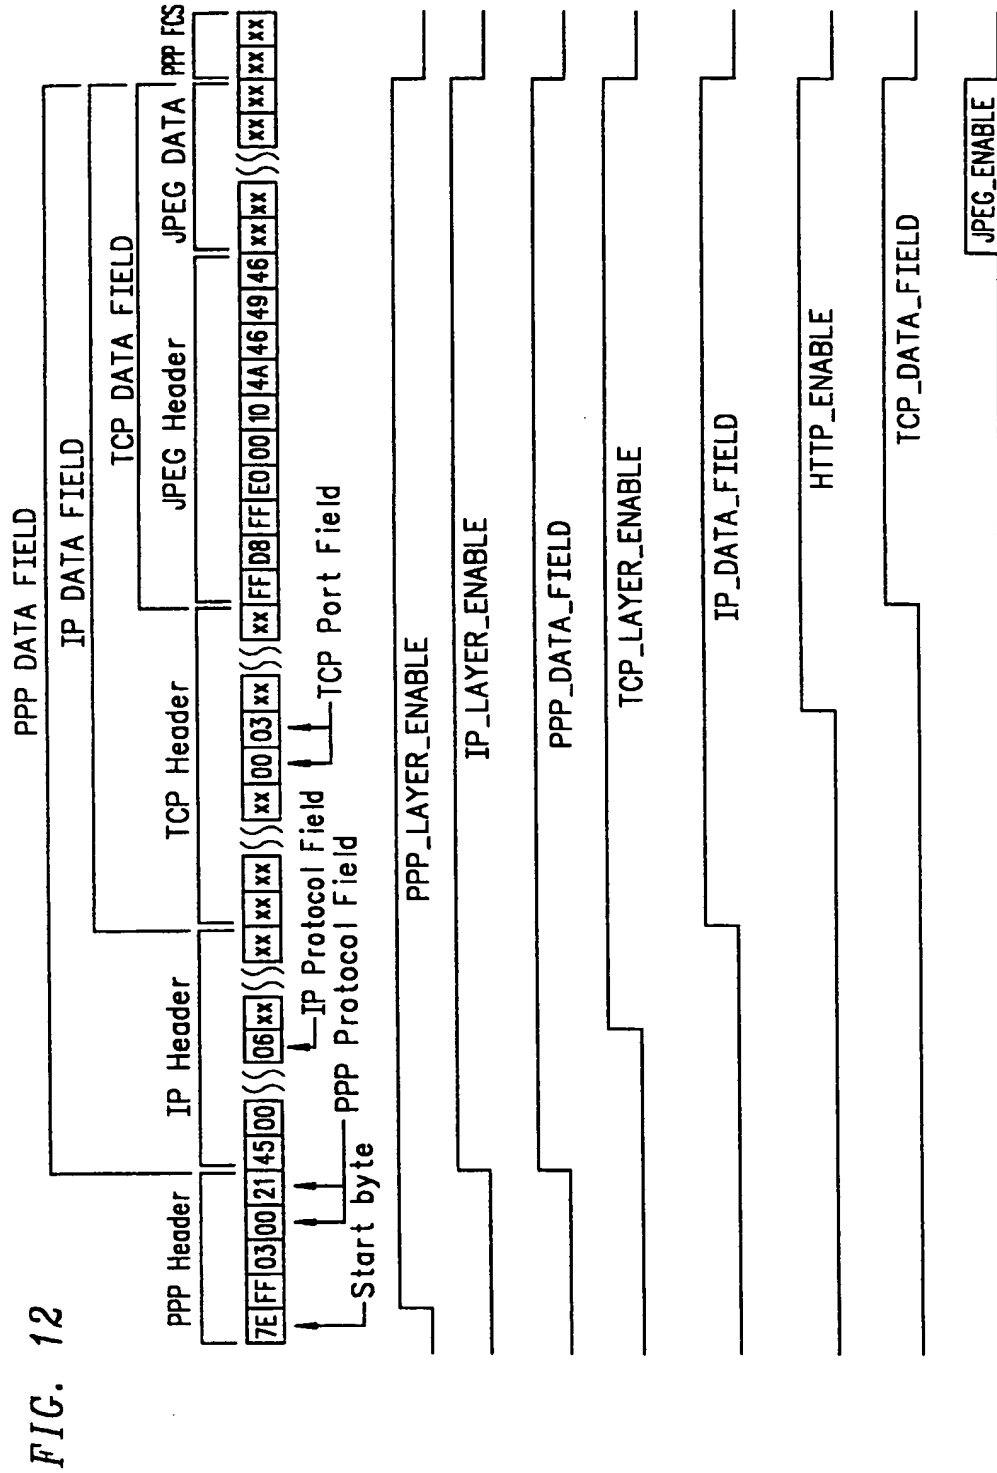 FIG. 12
PPP DATA FIELD
IP DATA FIELD
TCP DATA FIELD
PPP Header
IP Header
TCP Header
JPEG Header
JPEG DATA
PPP FCS
7E FF 03 00 21 45 00 06 xx xx xx xx 00 03 xx xx FF D8 FF E0 00 10 4A 46 49 46 xx xx xx xx xx xx
Start byte
PPP Protocol Field
IP Protocol Field
TCP Port Field
PPP_LAYER_ENABLE
IP_LAYER_ENABLE
PPP_DATA_FIELD
TCP_LAYER_ENABLE
IP_DATA_FIELD
HTTP_ENABLE
TCP_DATA_FIELD
JPEG_ENABLE